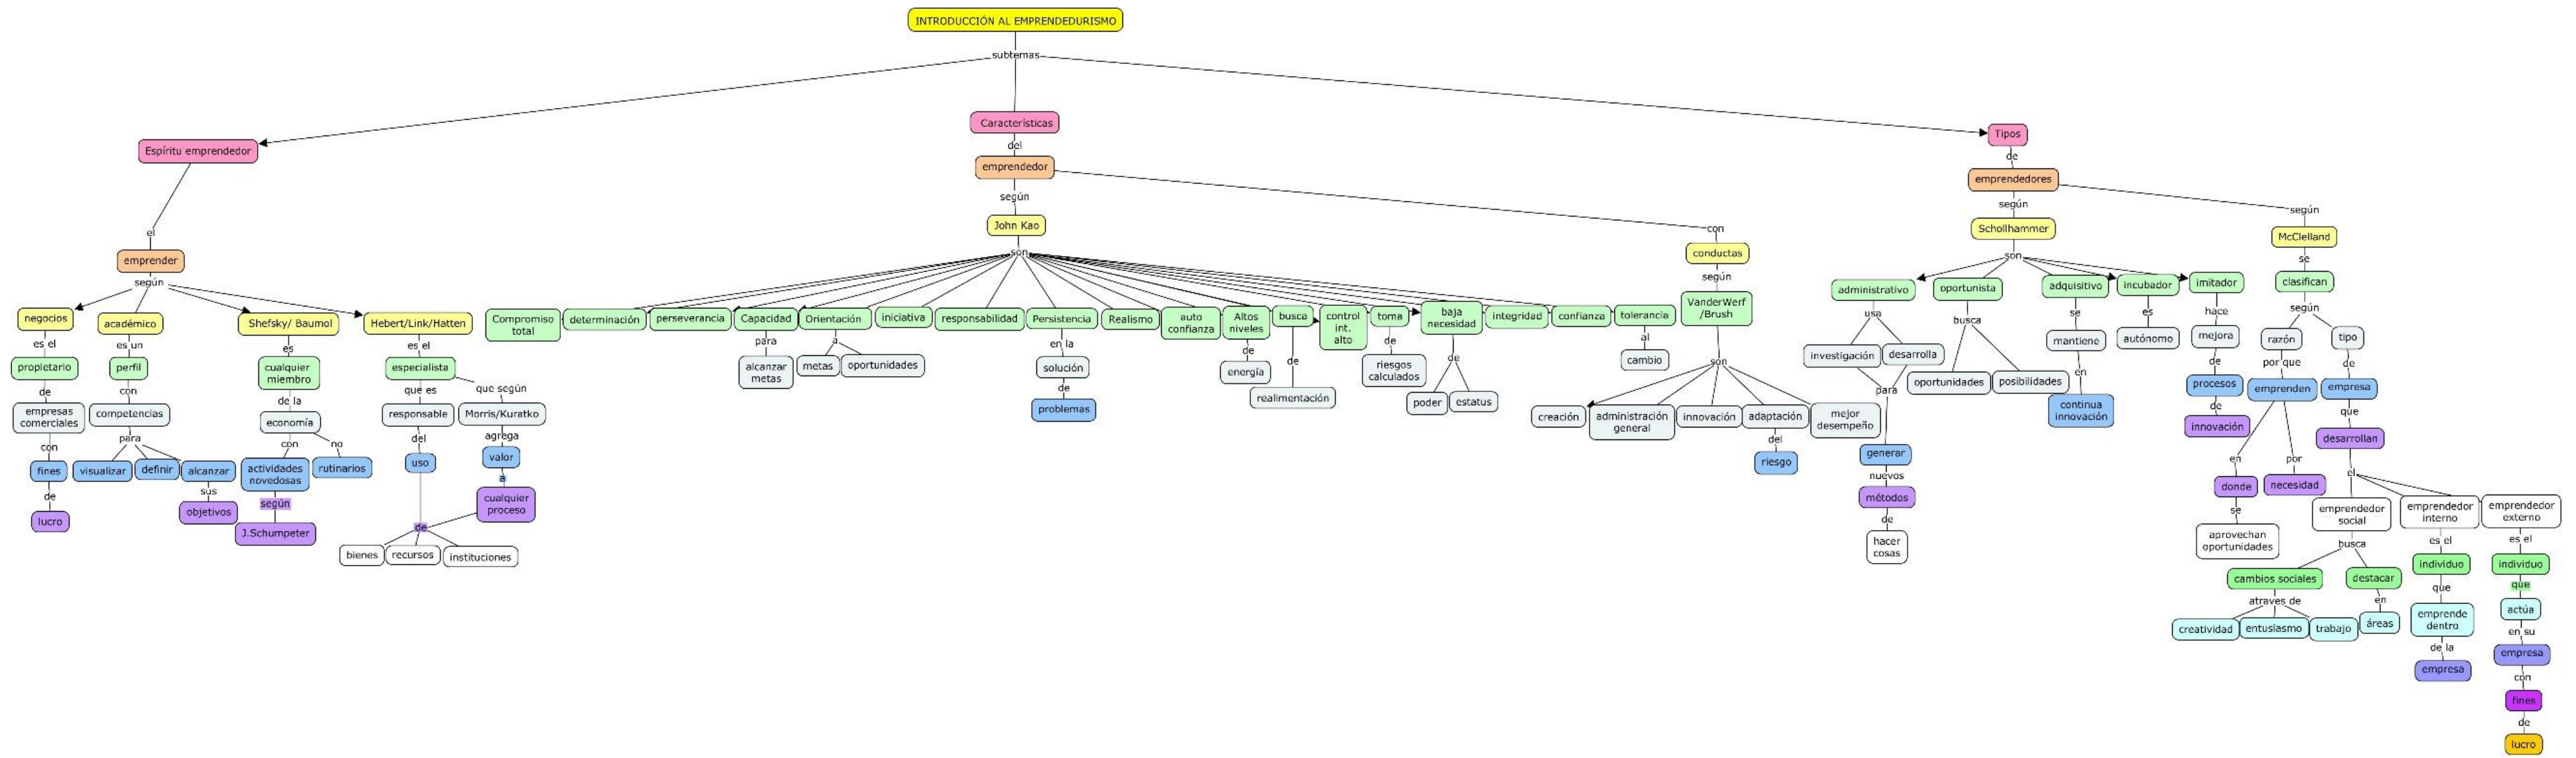 INTRODUCCIÓN AL EMPRENDEDURISMO
subtemas
Espíritu emprendedor
el
emprender
según
negocios
es el
propietario
de
empresas
comerciales
con
fines
de
lucro
académico
es un
perfil
con
competencias
para
visualizar
definir
alcanzar
sus
objetivos
Shefsky/ Baumol
es
cualquier
miembro
de la
economía
con
no
actividades
novedosas
rutinarios
según
J.Schumpeter
Hebert/Link/Hatten
es el
especialista
que es
que según
responsable
del
uso
Morris/Kuratko
agrega
valor
a
cualquier
proceso
de
bienes
recursos
instituciones
Características
del
emprendedor
según
John Kao
son
Compromiso
total
determinación
perseverancia
Capacidad
para
alcanzar
metas
Orientación
a
metas
oportunidades
iniciativa
responsabilidad
Persistencia
en la
solución
de
problemas
Realismo
auto
confianza
Altos
niveles
de
energía
busca
de
realimentación
control
int.
alto
toma
de
riesgos
calculados
baja
necesidad
de
poder
estatus
integridad
confianza
tolerancia
al
cambio
con
conductas
según
VanderWerf
/Brush
son
creación
administración
general
innovación
adaptación
del
riesgo
mejor
desempeño
Tipos
de
emprendedores
según
Schollhammer
son
administrativo
usa
investigación
desarrolla
para
generar
nuevos
métodos
de
hacer
cosas
oportunista
busca
oportunidades
posibilidades
adquisitivo
se
mantiene
en
continua
innovación
incubador
es
autónomo
imitador
hace
mejora
de
procesos
de
innovación
según
McClelland
se
clasifican
según
razón
por que
emprenden
en
donde
se
aprovechan
oportunidades
por
necesidad
tipo
de
empresa
que
desarrollan
el
emprendedor
social
busca
cambios sociales
atraves de
creatividad
entusiasmo
trabajo
destacar
en
áreas
emprendedor
interno
es el
individuo
que
emprende
dentro
de la
empresa
emprendedor
externo
es el
individuo
que
actúa
en su
empresa
con
fines
de
lucro